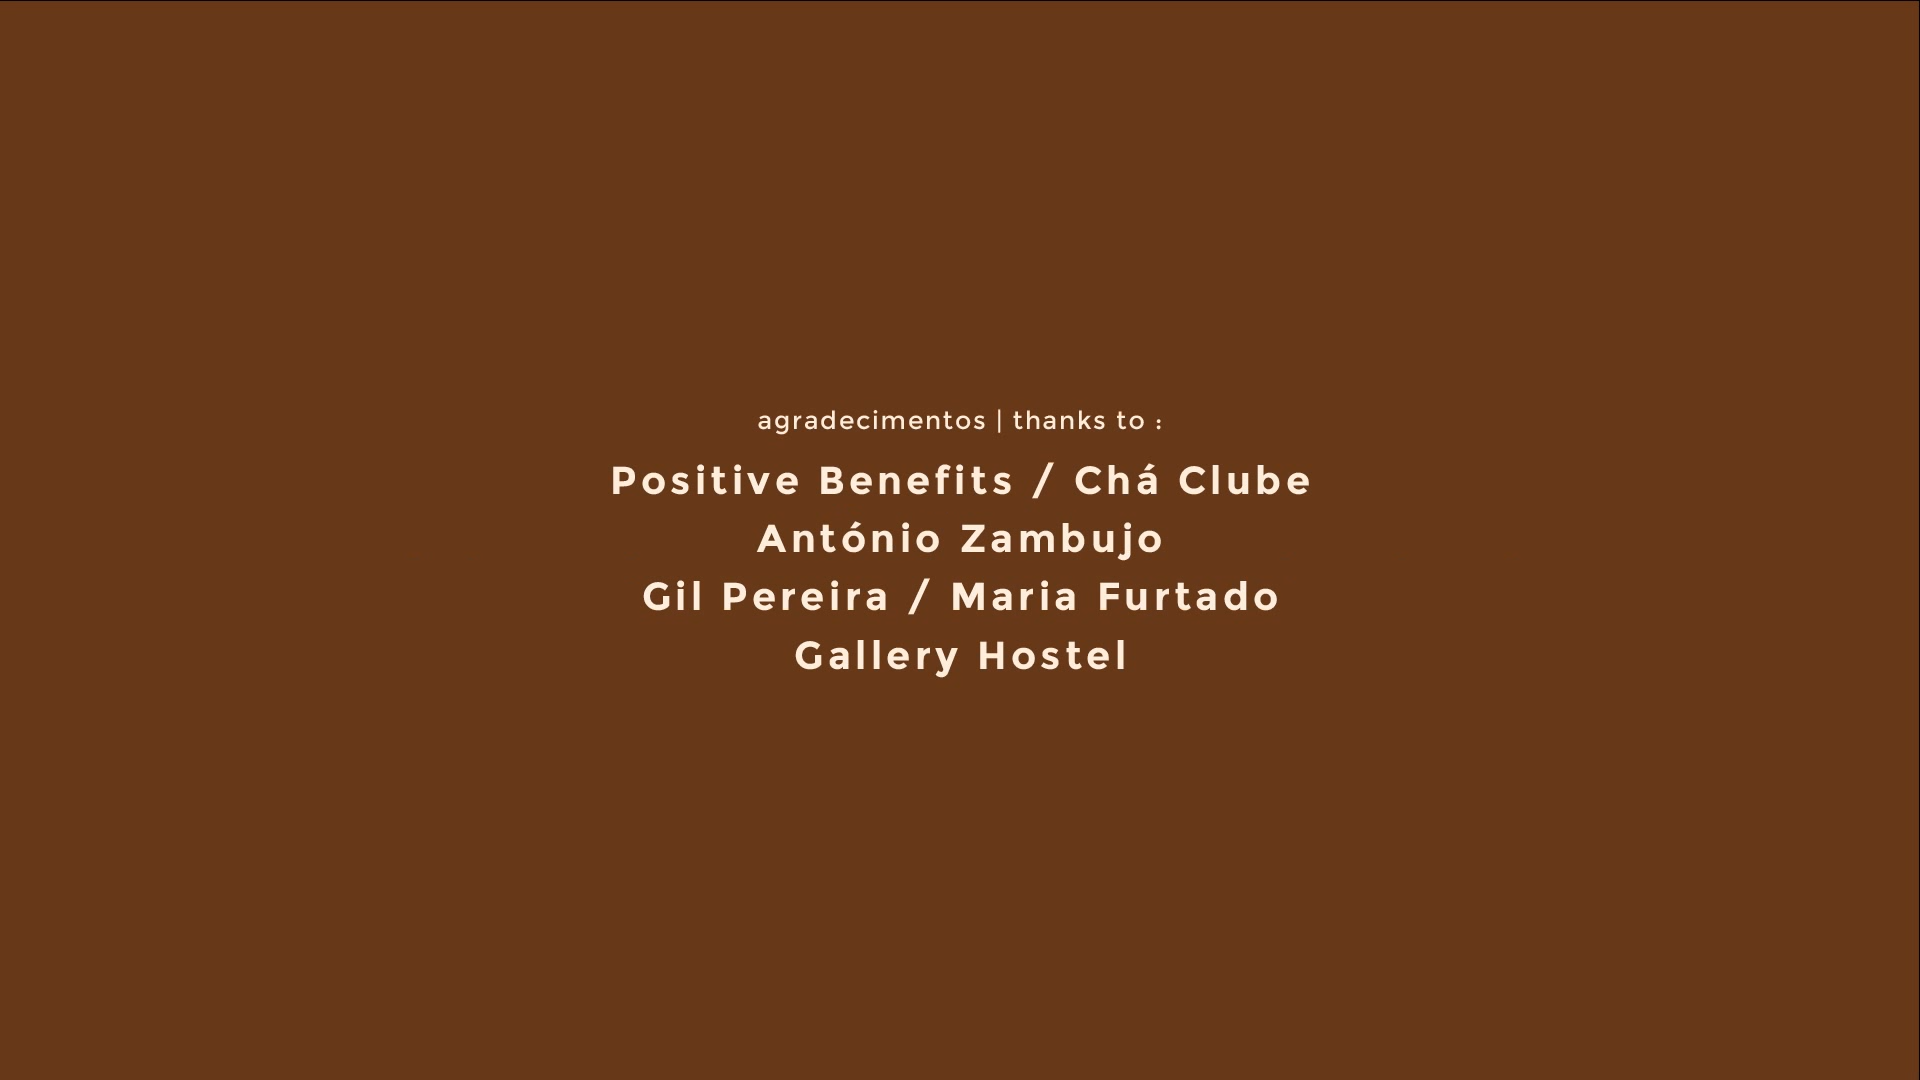 agradecimentos | thanks to :
Positive Benefits / Chá Clube
António Zambujo
Gil Pereira / Maria Furtado
Gallery Hostel